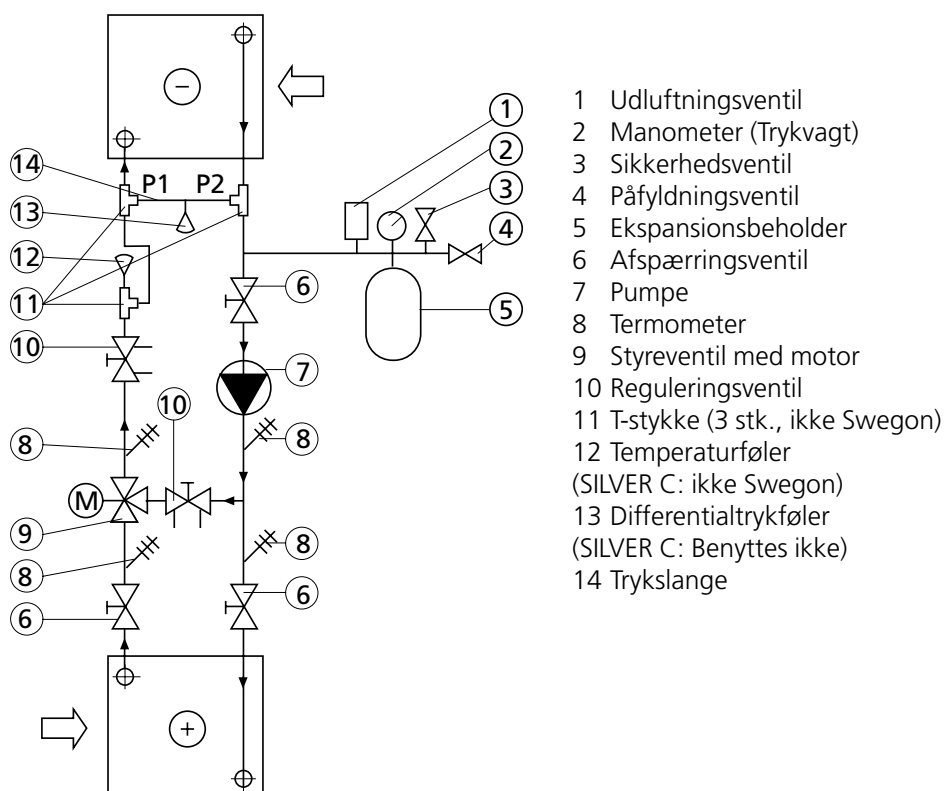 −
1
14
P1 P2
2
13
3
12
4
6
11
5
10
7
10
8
8
M
9
8
8
6
6
+
1 Udluftningsventil
2 Manometer (Trykvagt)
3 Sikkerhedsventil
4 Påfyldningsventil
5 Ekspansionsbeholder
6 Afspærringsventil
7 Pumpe
8 Termometer
9 Styreventil med motor
10 Reguleringsventil
11 T-stykke (3 stk., ikke Swegon)
12 Temperaturføler
(SILVER C: ikke Swegon)
13 Differentialtrykføler
(SILVER C: Benyttes ikke)
14 Trykslange